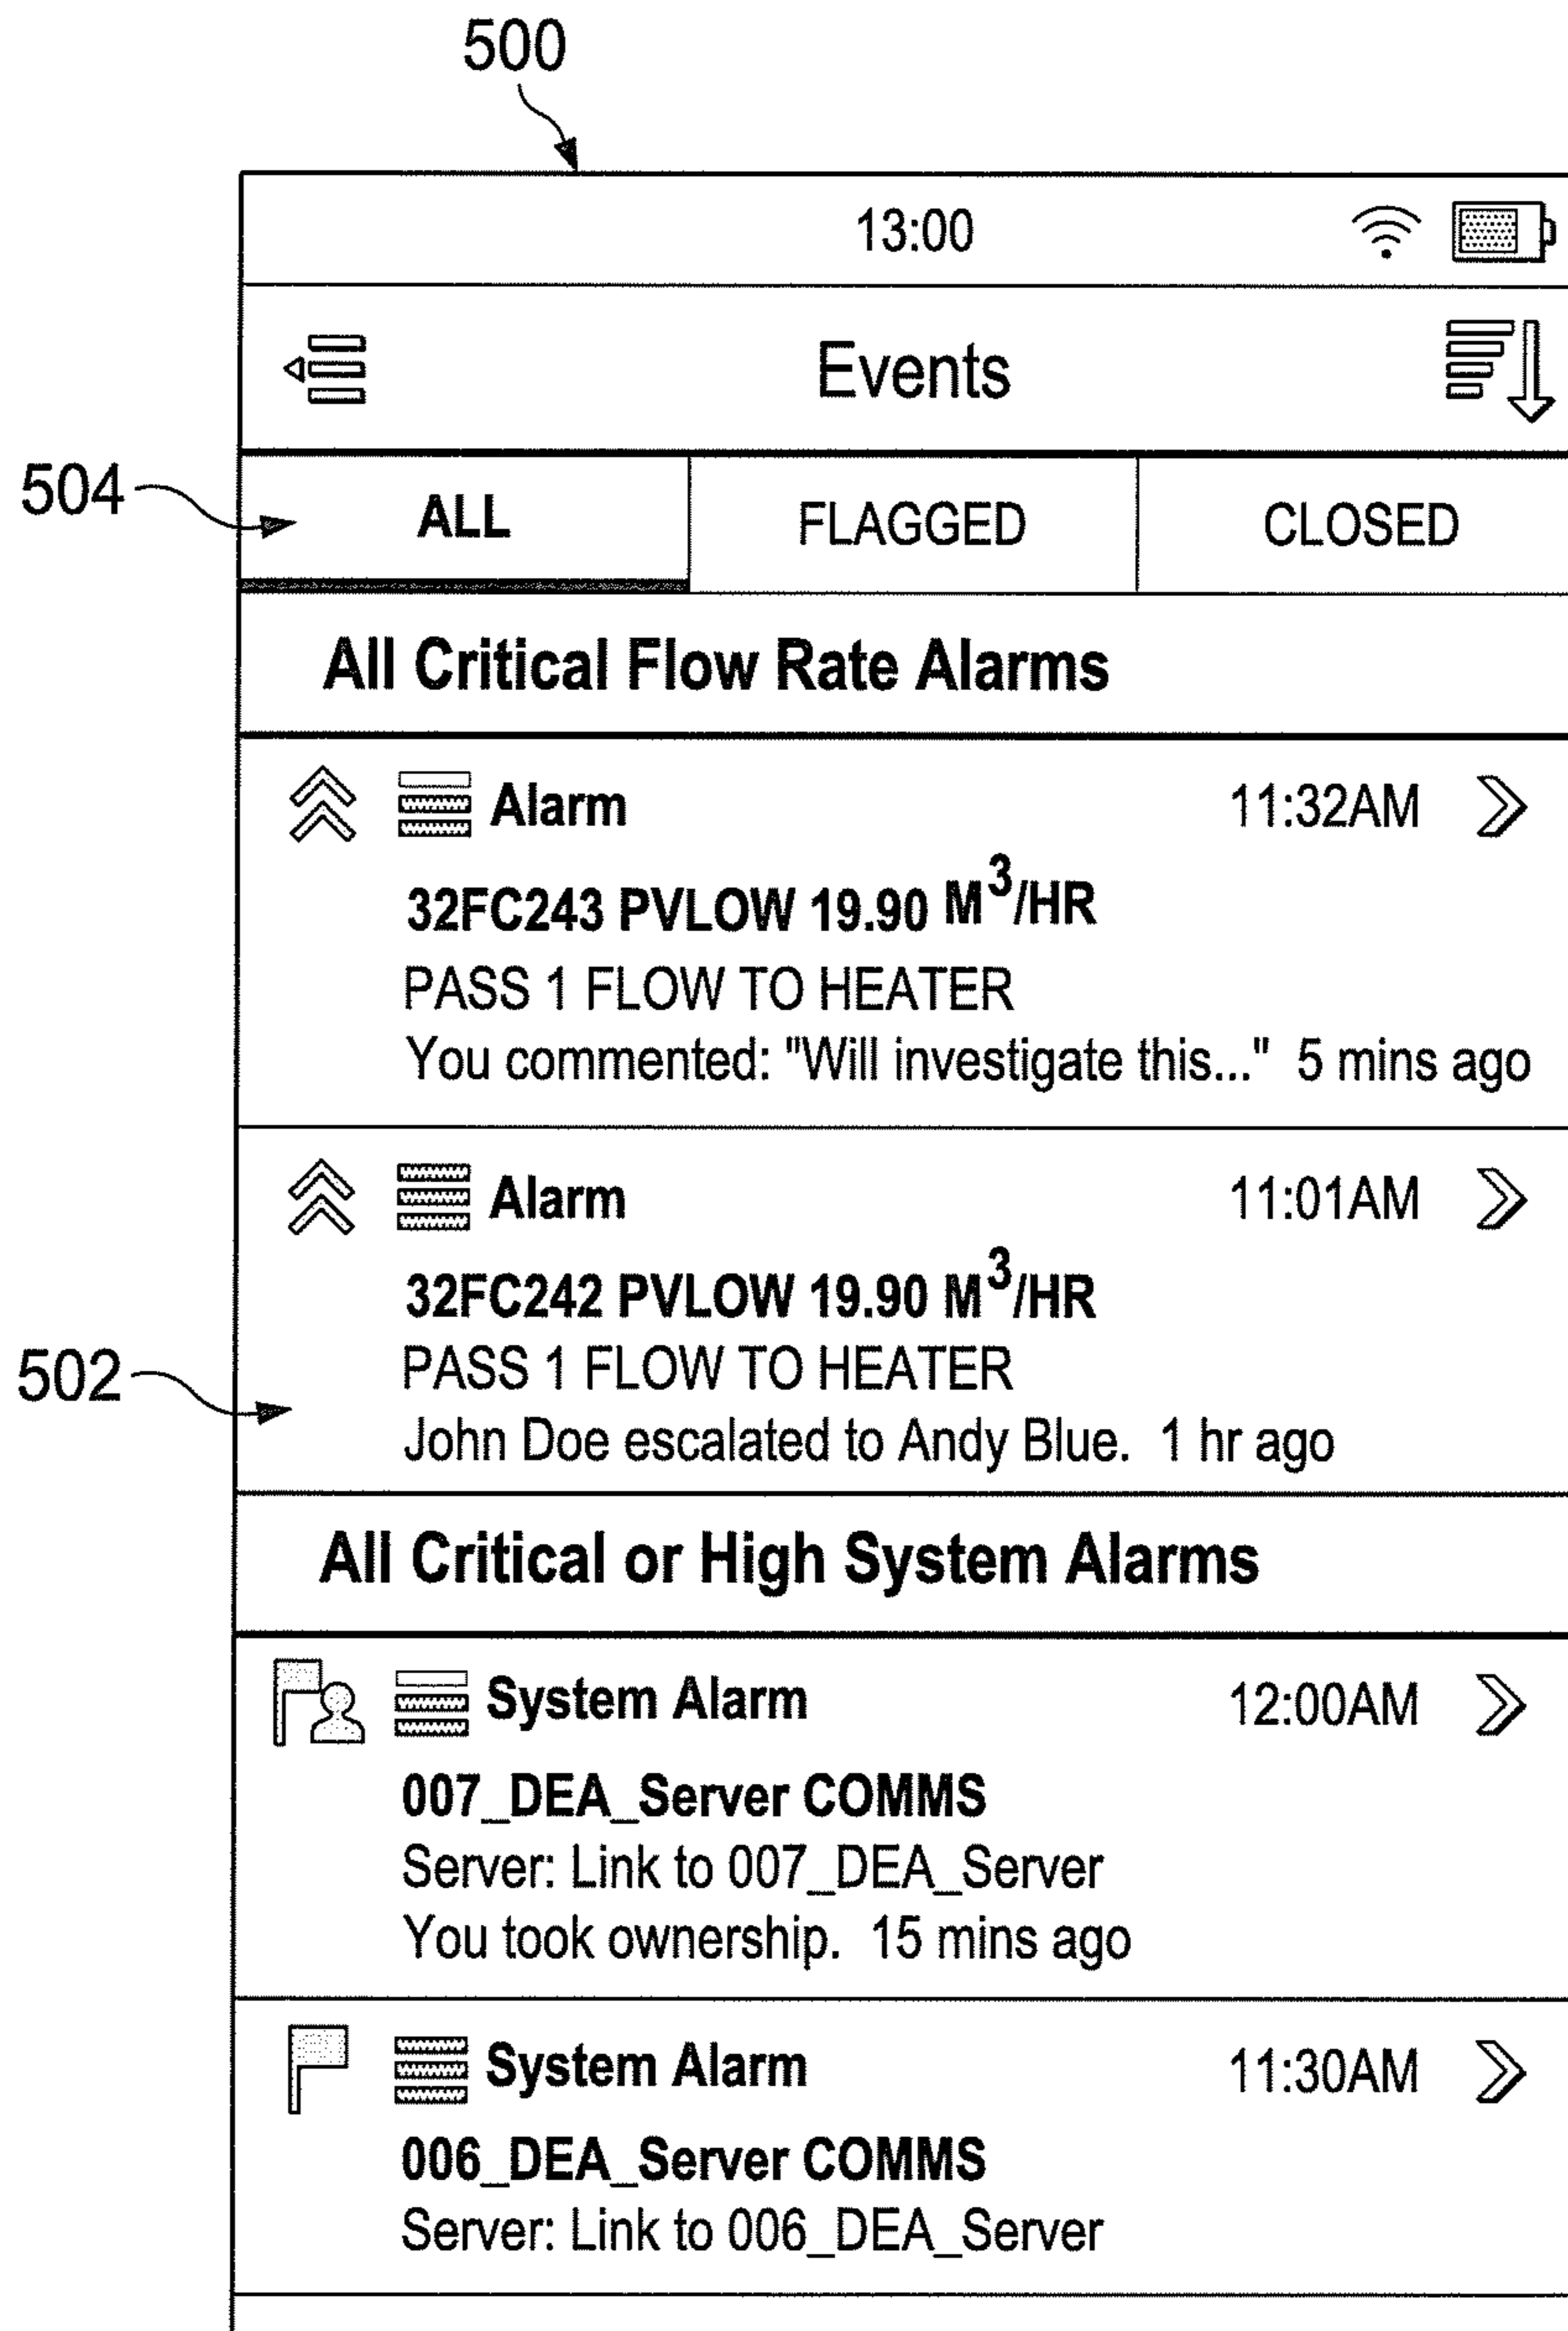 500
13:00
Events
504
ALL FLAGGED CLOSED
All Critical Flow Rate Alarms
Alarm 11:32AM
32FC243 PVLOW 19.90 M³/HR
PASS 1 FLOW TO HEATER
You commented: "Will investigate this..." 5 mins ago
Alarm 11:01AM
32FC242 PVLOW 19.90 M³/HR
PASS 1 FLOW TO HEATER
502
John Doe escalated to Andy Blue. 1 hr ago
All Critical or High System Alarms
System Alarm 12:00AM
007_DEA_Server COMMS
Server: Link to 007_DEA_Server
You took ownership. 15 mins ago
System Alarm 11:30AM
006_DEA_Server COMMS
Server: Link to 006_DEA_Server